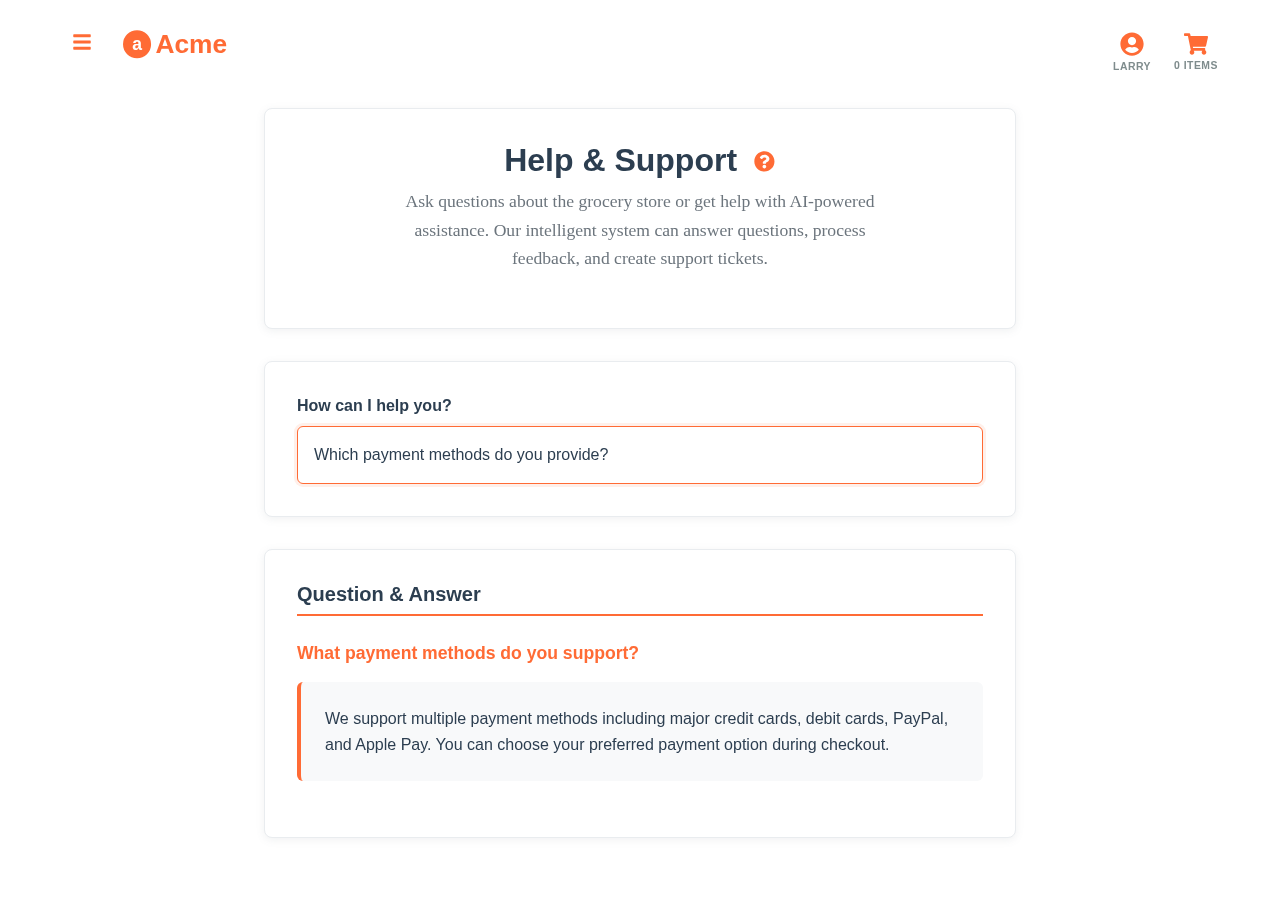 a Acme
LARRY
0 ITEMS
Help & Support
Ask questions about the grocery store or get help with AI-powered
assistance. Our intelligent system can answer questions, process
feedback, and create support tickets.
How can I help you?
Which payment methods do you provide?
Question & Answer
What payment methods do you support?
We support multiple payment methods including major credit cards, debit cards, PayPal,
and Apple Pay. You can choose your preferred payment option during checkout.